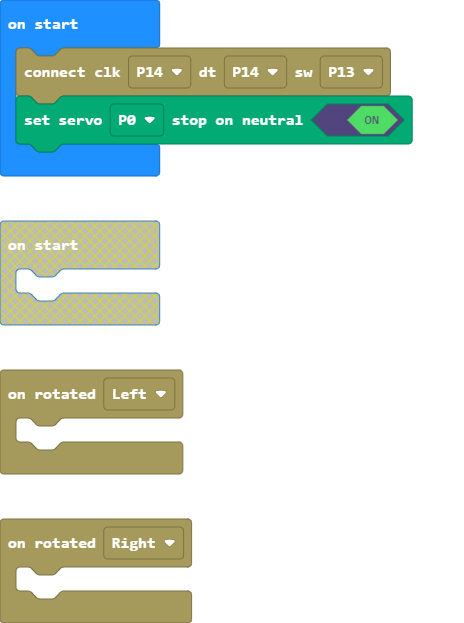 on start
connect clk P14 dt P14 sw P13
set servo P0 stop on neutral ON
on start
on rotated Left
on rotated Right